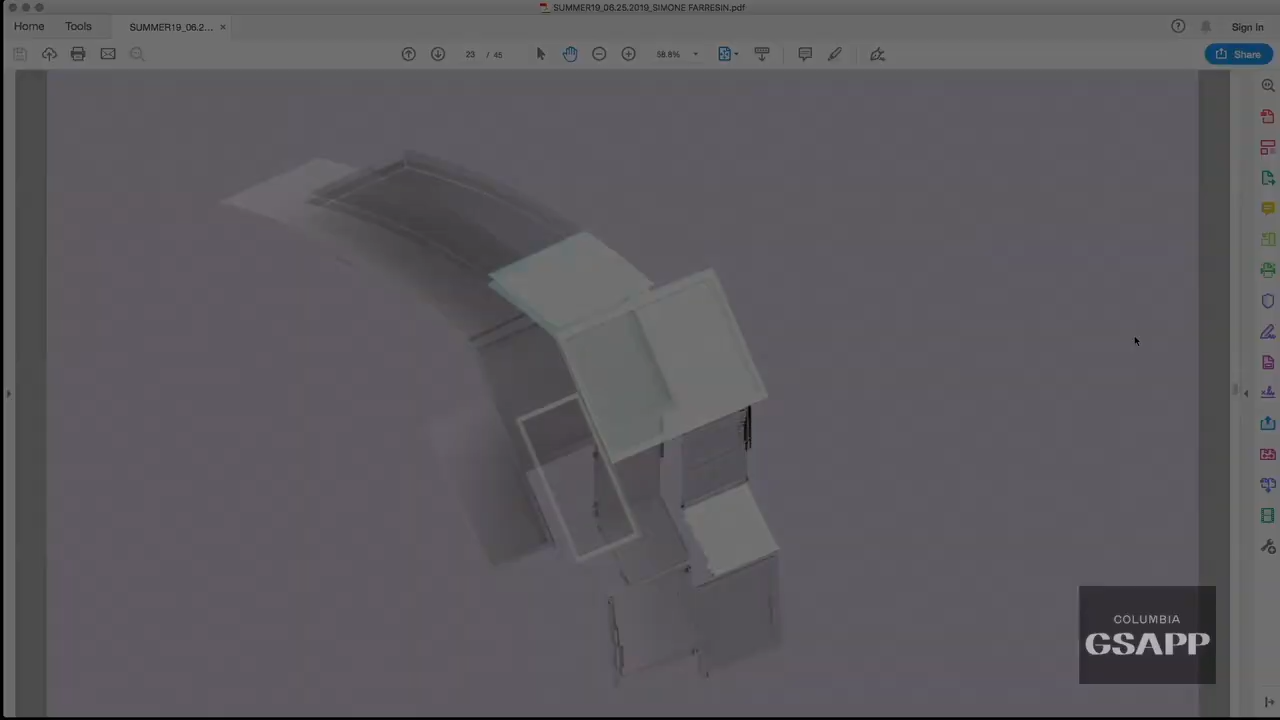 SUMMER19_06.25.2019_SIMONE FARRESIN.pdf
Home
Tools
SUMMER19_06.2...
Sign In
23 / 45
58.8%
Share
COLUMBIA
GSAPP